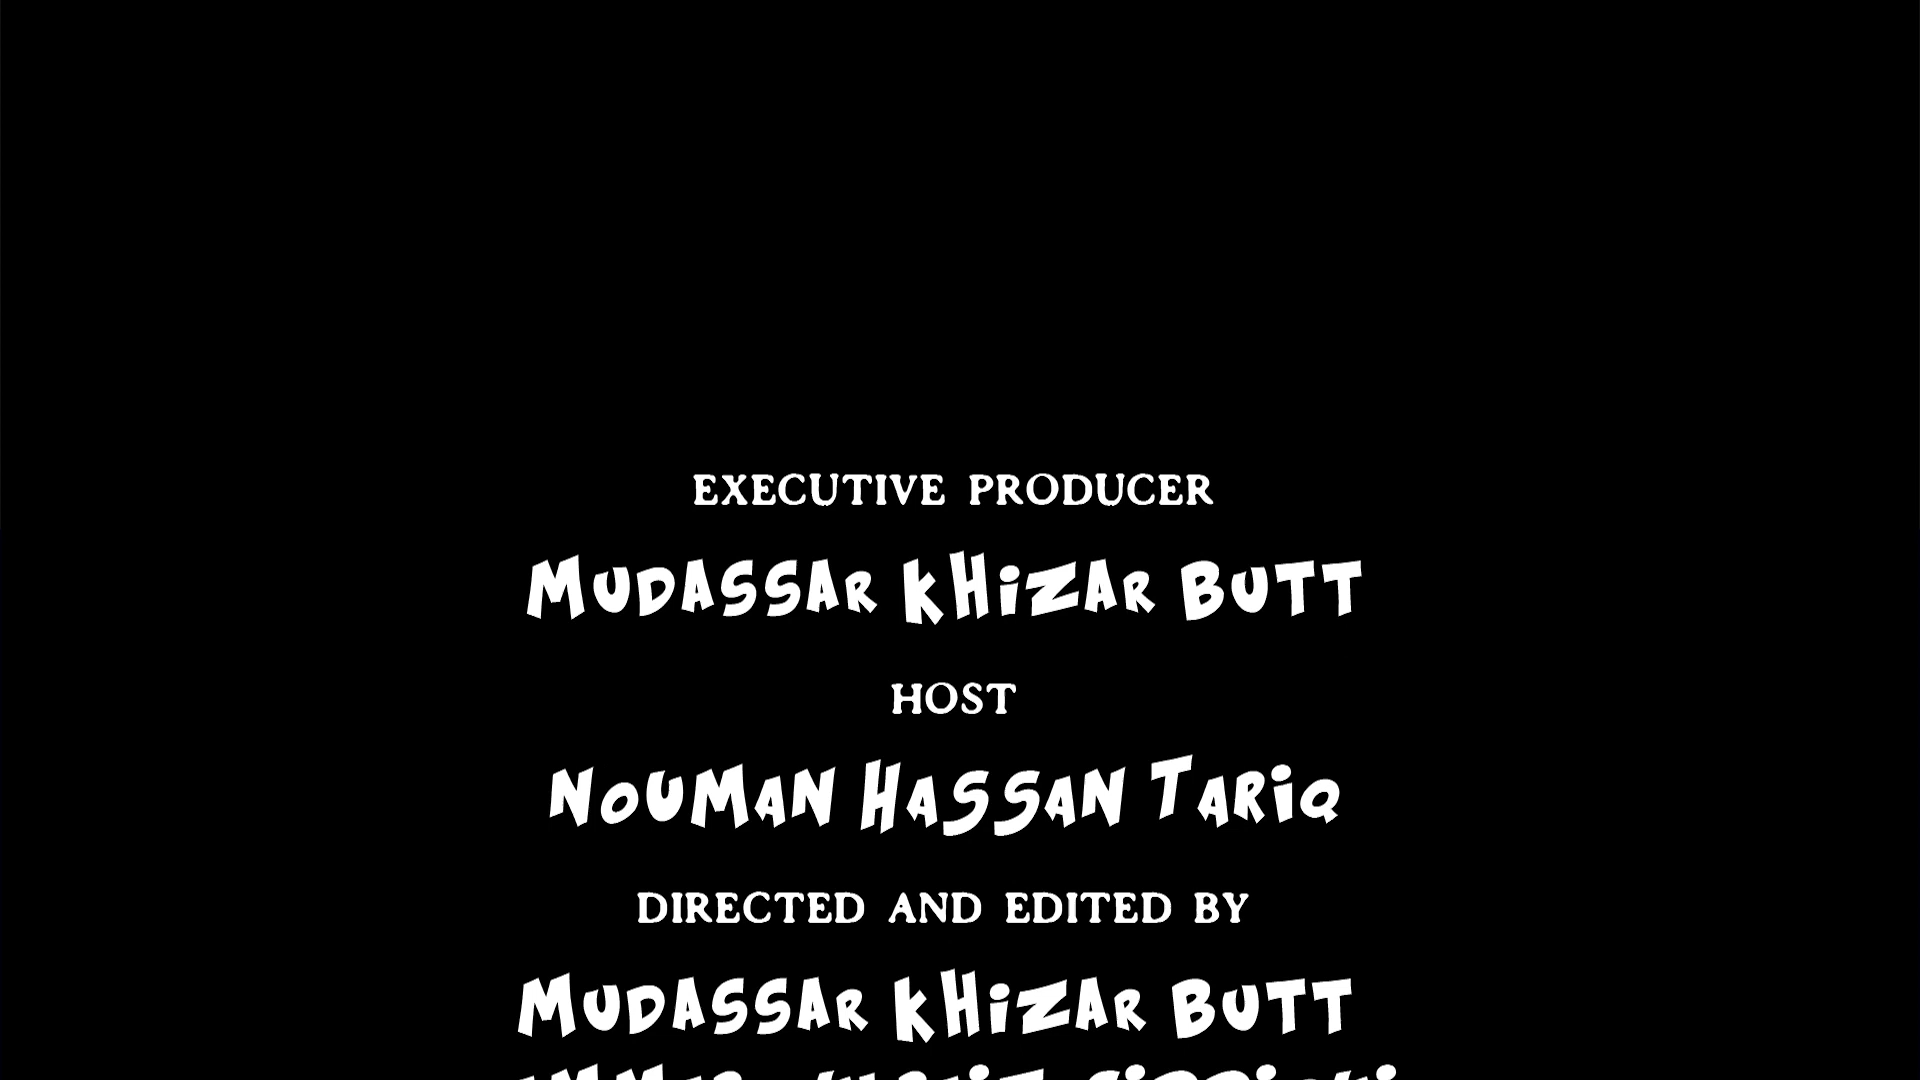 EXECUTIVE PRODUCER
MUDASSAR KHiZAR BUTT
HOST
NOUMAN HASSAN TARiQ
DIRECTED AND EDITED BY
MUDASSAR KHiZAR BUTT